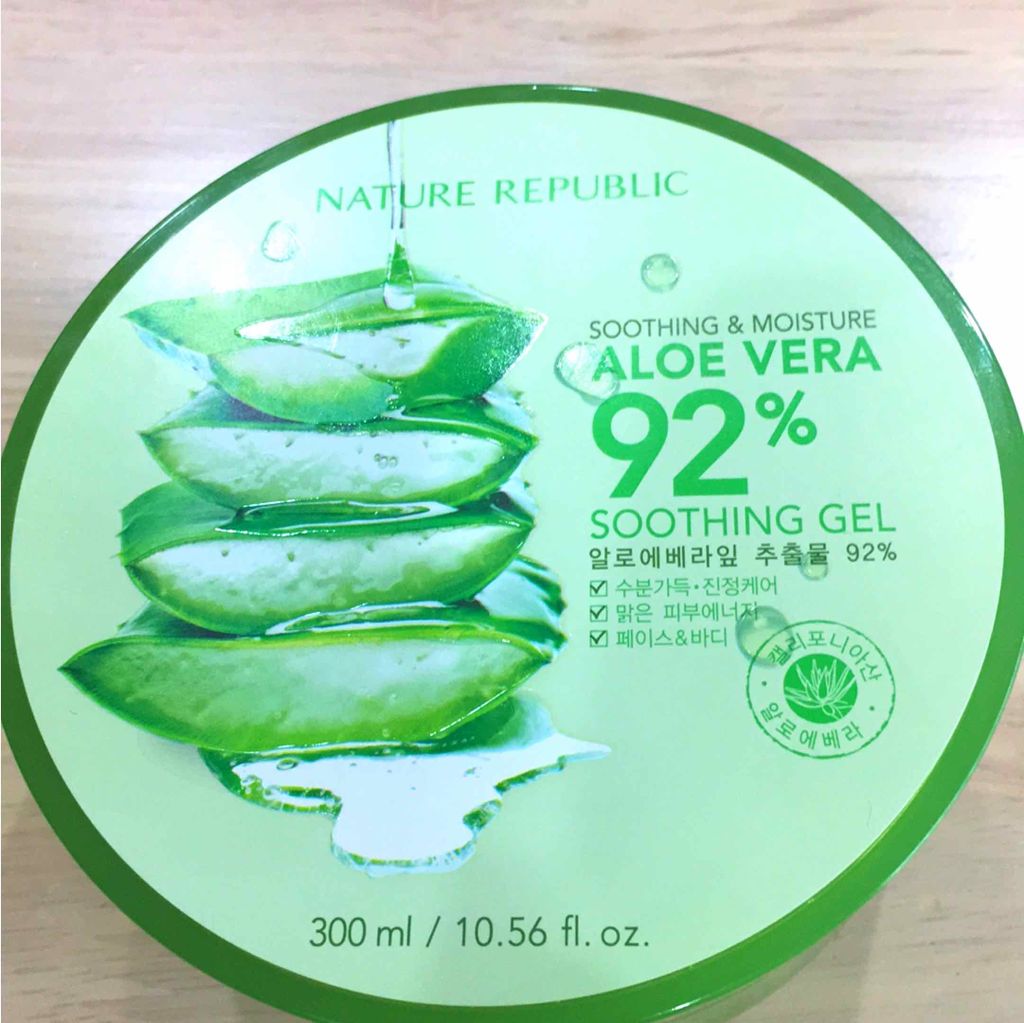 NATURE REPUBLIC
SOOTHING & MOISTURE
ALOE VERA
92%
SOOTHING GEL
알로에베라잎 추출물 92%
수분가득·진정케어
맑은 피부에너지
페이스&바디
캘리포니아산
알로에베라
300 ml / 10.56 fl. oz.